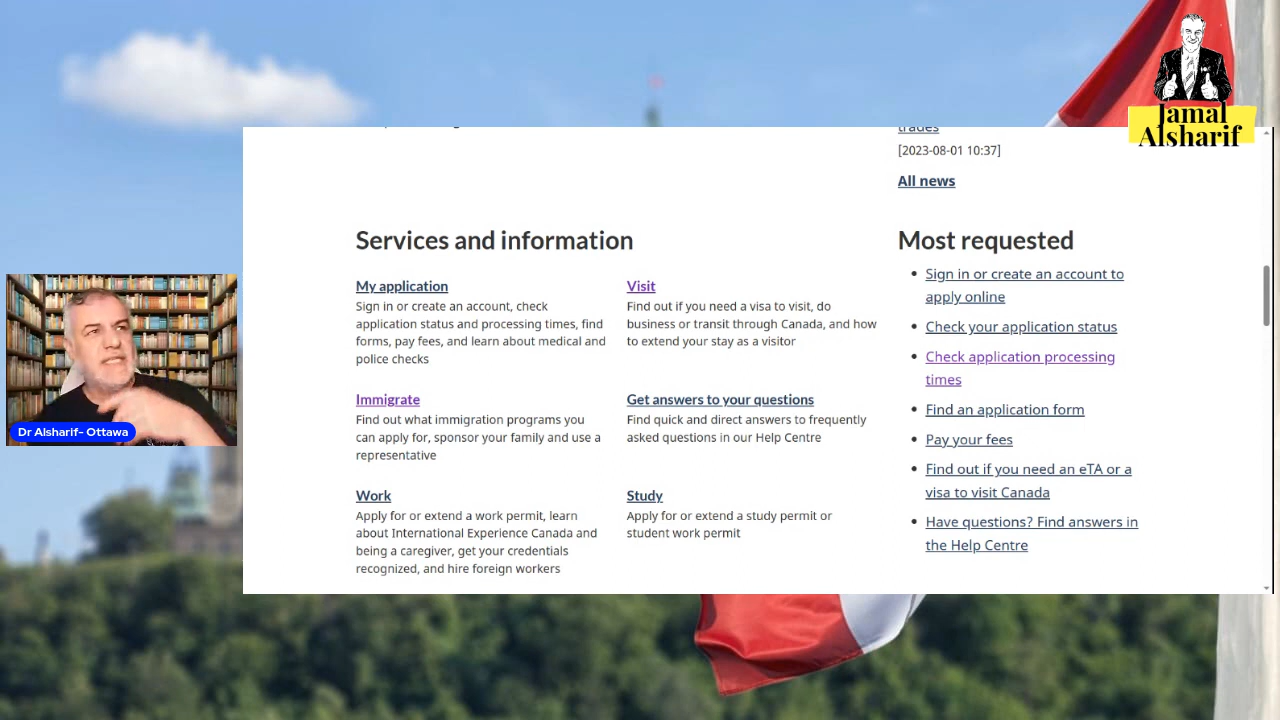 Jamal
Alsharif
trades
[2023-08-01 10:37]
All news
Services and information
My application
Sign in or create an account, check
application status and processing times, find
forms, pay fees, and learn about medical and
police checks
Visit
Find out if you need a visa to visit, do
business or transit through Canada, and how
to extend your stay as a visitor
Immigrate
Find out what immigration programs you
can apply for, sponsor your family and use a
representative
Get answers to your questions
Find quick and direct answers to frequently
asked questions in our Help Centre
Work
Apply for or extend a work permit, learn
about International Experience Canada and
being a caregiver, get your credentials
recognized, and hire foreign workers
Study
Apply for or extend a study permit or
student work permit
Most requested
Sign in or create an account to
apply online
Check your application status
Check application processing
times
Find an application form
Pay your fees
Find out if you need an eTA or a
visa to visit Canada
Have questions? Find answers in
the Help Centre
Dr Alsharif- Ottawa